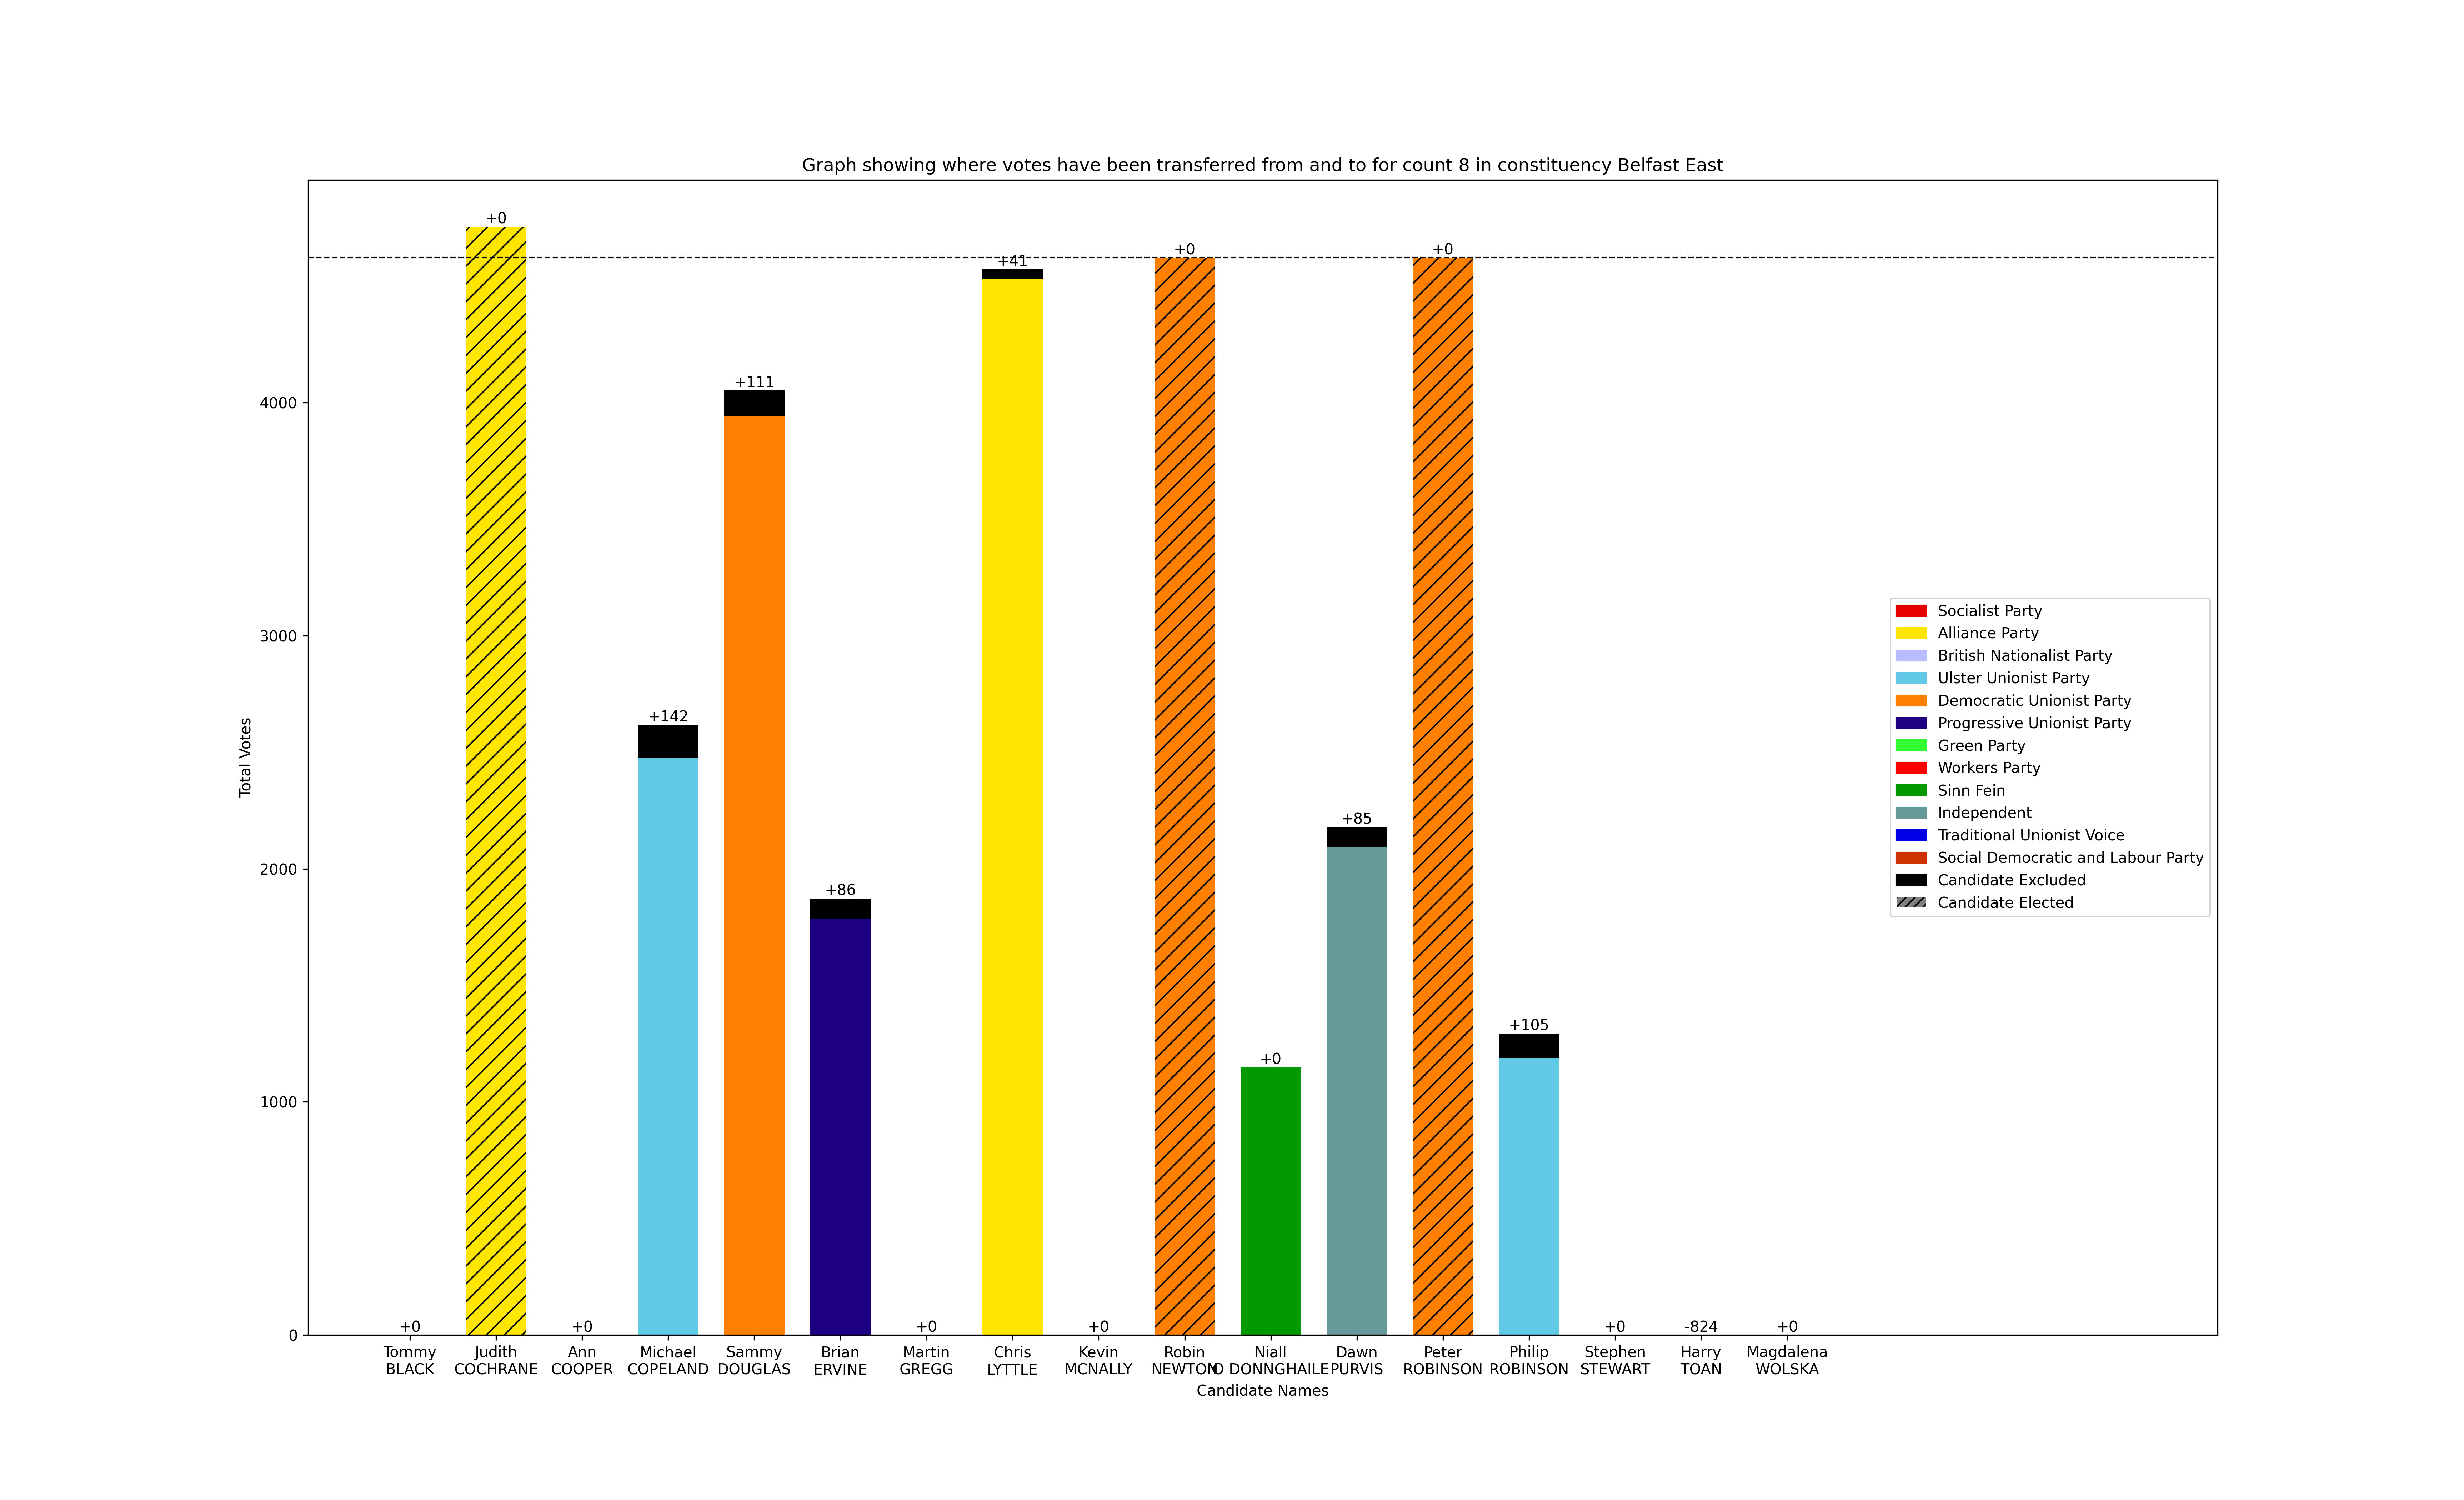 Graph showing where votes have been transferred from and to for count 8 in constituency Belfast East
+0
+0
+0
+41
+111
4000
+142
3000
+85
+86
2000
+105
+0
1000
+0
+0
+0
+0
+0
-824
+0
0
Total Votes
Socialist Party
Alliance Party
British Nationalist Party
Ulster Unionist Party
Democratic Unionist Party
Progressive Unionist Party
Green Party
Workers Party
Sinn Fein
Independent
Traditional Unionist Voice
Social Democratic and Labour Party
Candidate Excluded
Candidate Elected
Tommy
BLACK
Judith
COCHRANE
Ann
COOPER
Michael
COPELAND
Sammy
DOUGLAS
Brian
ERVINE
Martin
GREGG
Chris
LYTTLE
Kevin
MCNALLY
Robin
NEWTON
Niall
O DONNGHAILE
Dawn
PURVIS
Peter
ROBINSON
Philip
ROBINSON
Stephen
STEWART
Harry
TOAN
Magdalena
WOLSKA
Candidate Names